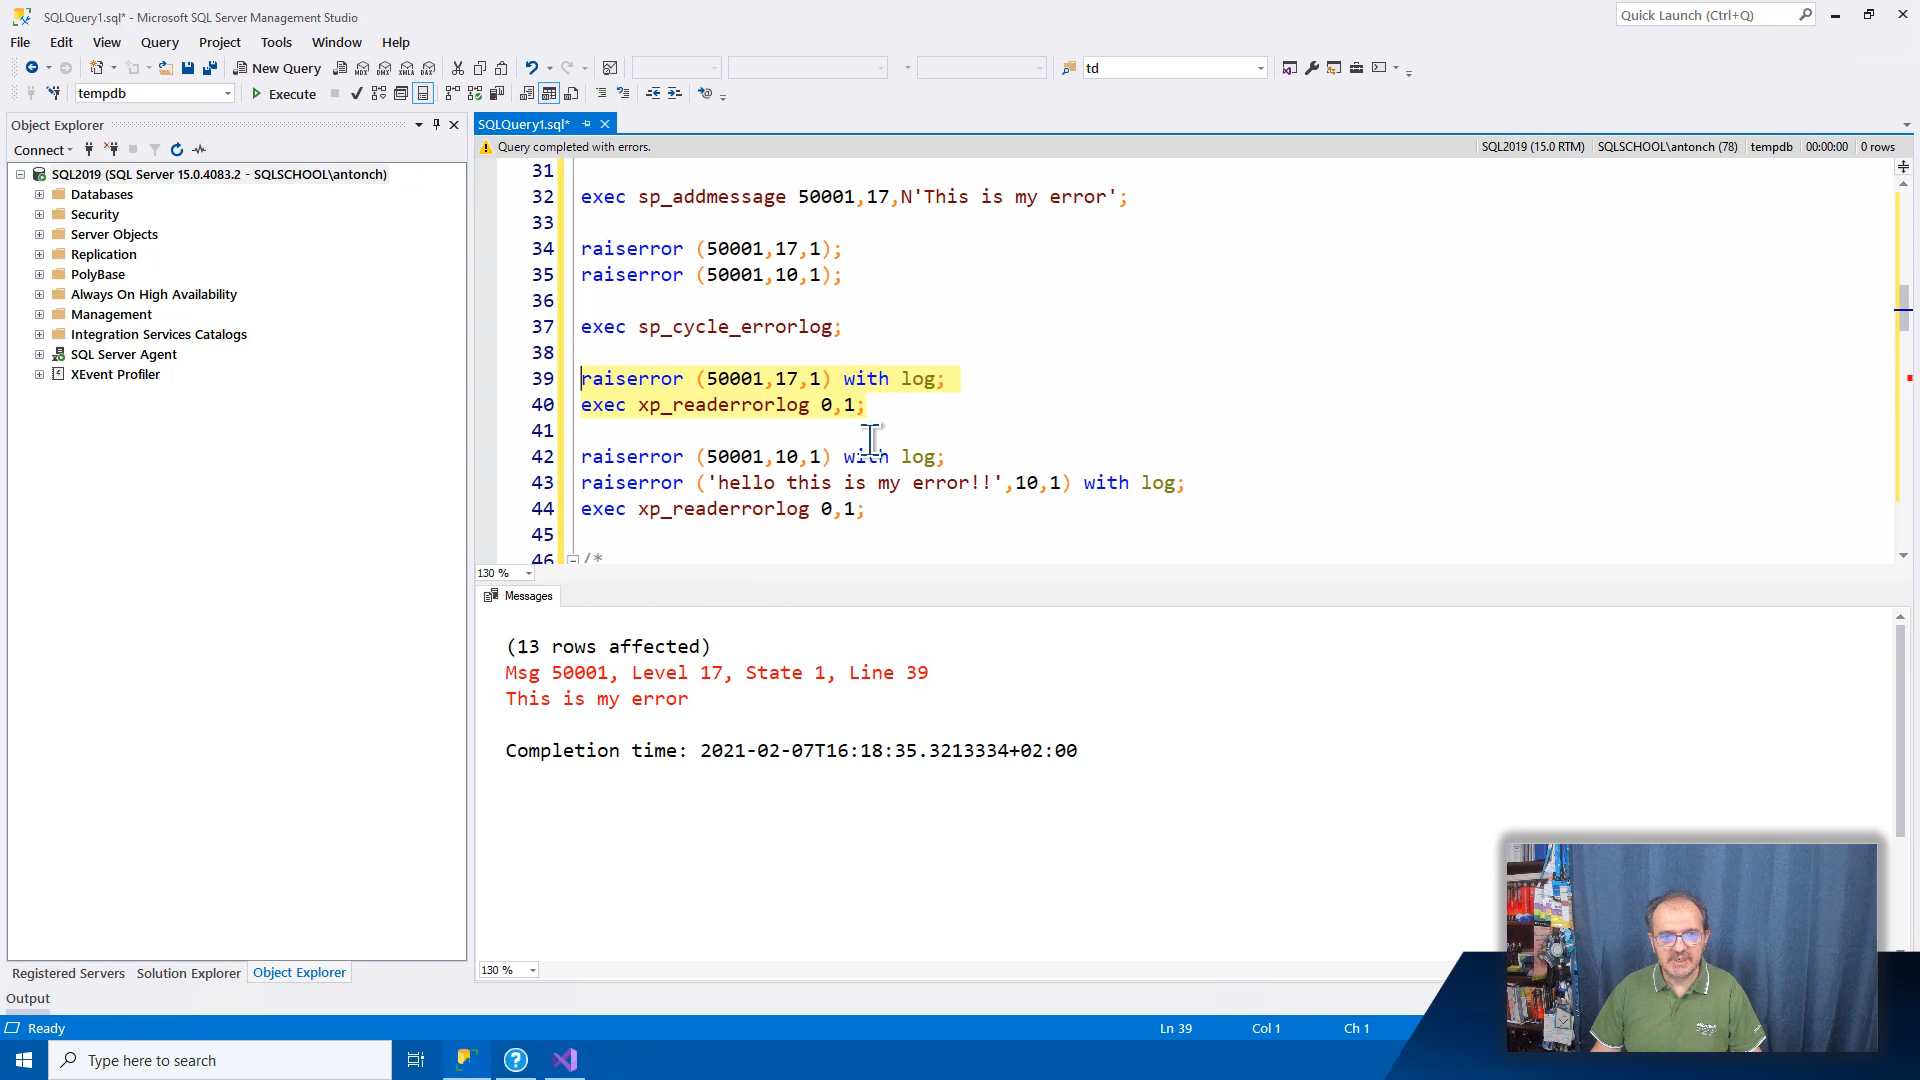 SQLQuery1.sql* - Microsoft SQL Server Management Studio
Quick Launch (Ctrl+Q)
File Edit View Query Project Tools Window Help
New Query
td
tempdb
Execute
Object Explorer
SQLQuery1.sql*
Connect
Query completed with errors.
SQL2019 (15.0 RTM) SQLSCHOOL\antonch (78) tempdb 00:00:00 0 rows
SQL2019 (SQL Server 15.0.4083.2 - SQLSCHOOL\antonch)
Databases
Security
Server Objects
Replication
PolyBase
Always On High Availability
Management
Integration Services Catalogs
SQL Server Agent
XEvent Profiler
31
32 exec sp_addmessage 50001,17,N'This is my error';
33
34 raiserror (50001,17,1);
35 raiserror (50001,10,1);
36
37 exec sp_cycle_errorlog;
38
39 raiserror (50001,17,1) with log;
40 exec xp_readerrorlog 0,1;
41
42 raiserror (50001,10,1) with log;
43 raiserror ('hello this is my error!!',10,1) with log;
44 exec xp_readerrorlog 0,1;
45
46 /*
130 %
Messages
(13 rows affected)
Msg 50001, Level 17, State 1, Line 39
This is my error
Completion time: 2021-02-07T16:18:35.3213334+02:00
130 %
Registered Servers Solution Explorer Object Explorer
Output
Ready
Ln 39 Col 1 Ch 1
Type here to search